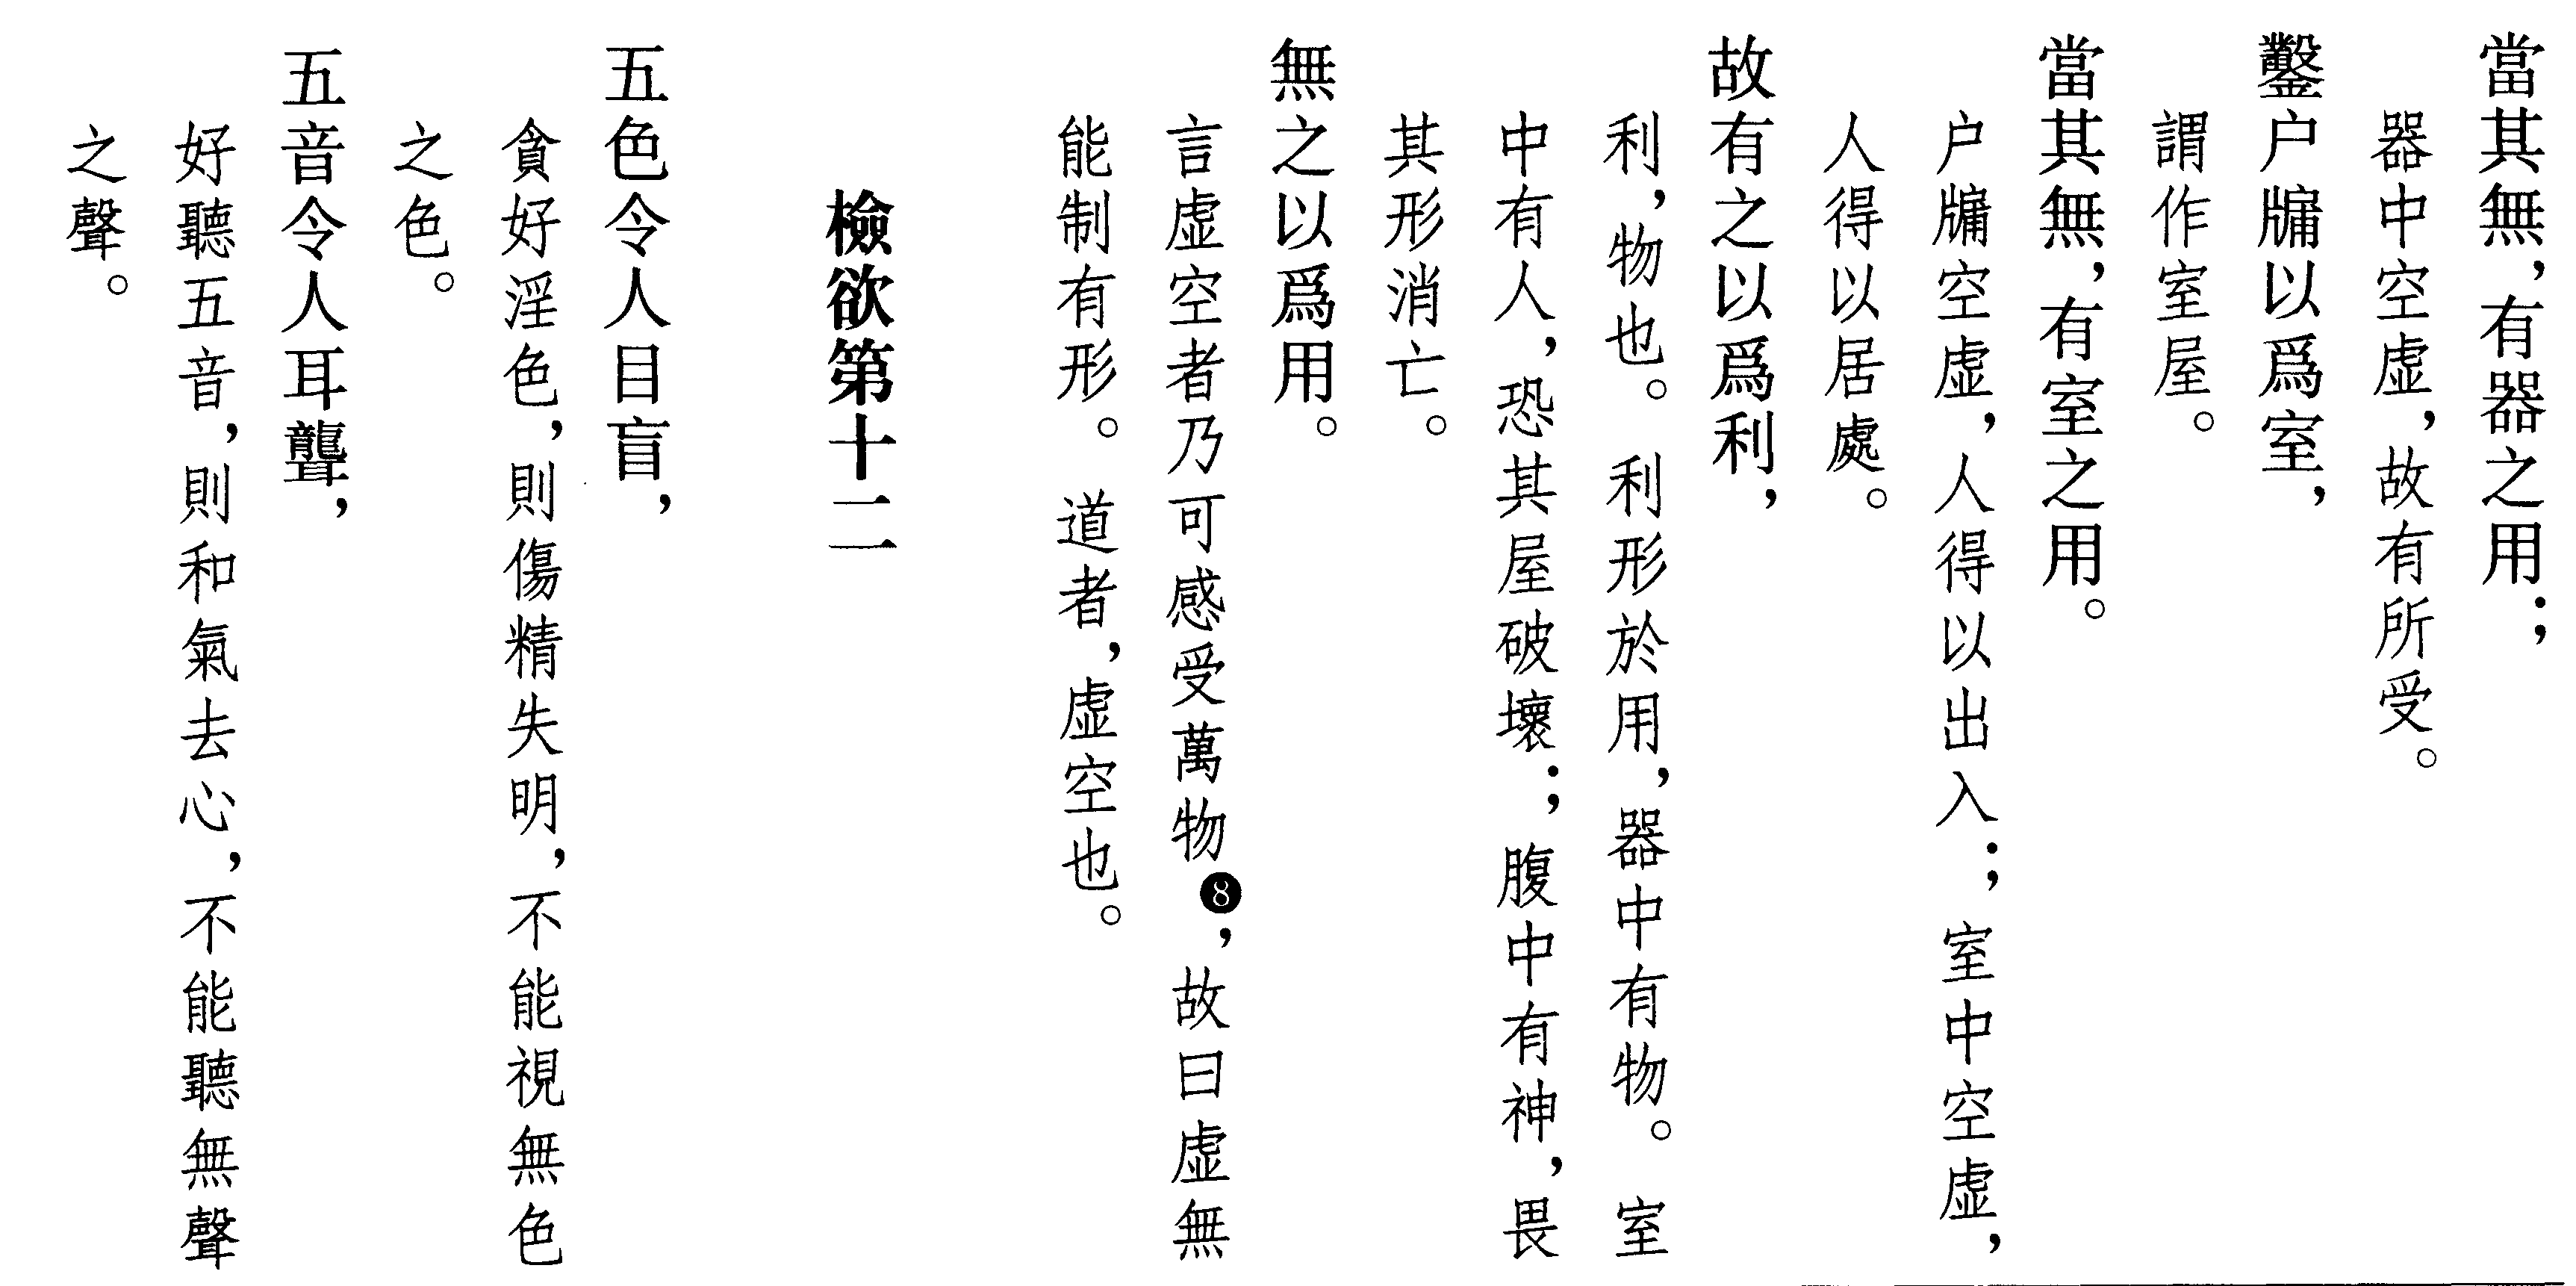 當其無，有器之用；
器中空虛，故有所受。
鑿户牖以爲室，
謂作室屋。
當其無，有室之用。
户牖空虛，人得以出入；室中空虛，
人得以居處。
故有之以爲利，
利，物也。利形於用，器中有物。室
中有人，恐其屋破壞；腹中有神，畏
其形消亡。
無之以爲用。
言虛空者乃可感受萬物❽，故曰虛無
能制有形。道者，虛空也。
檢欲第十二
五色令人目盲，
貪好淫色，則傷精失明，不能視無色
之色。
五音令人耳聾，
好聽五音，則和氣去心，不能聽無聲
之聲。